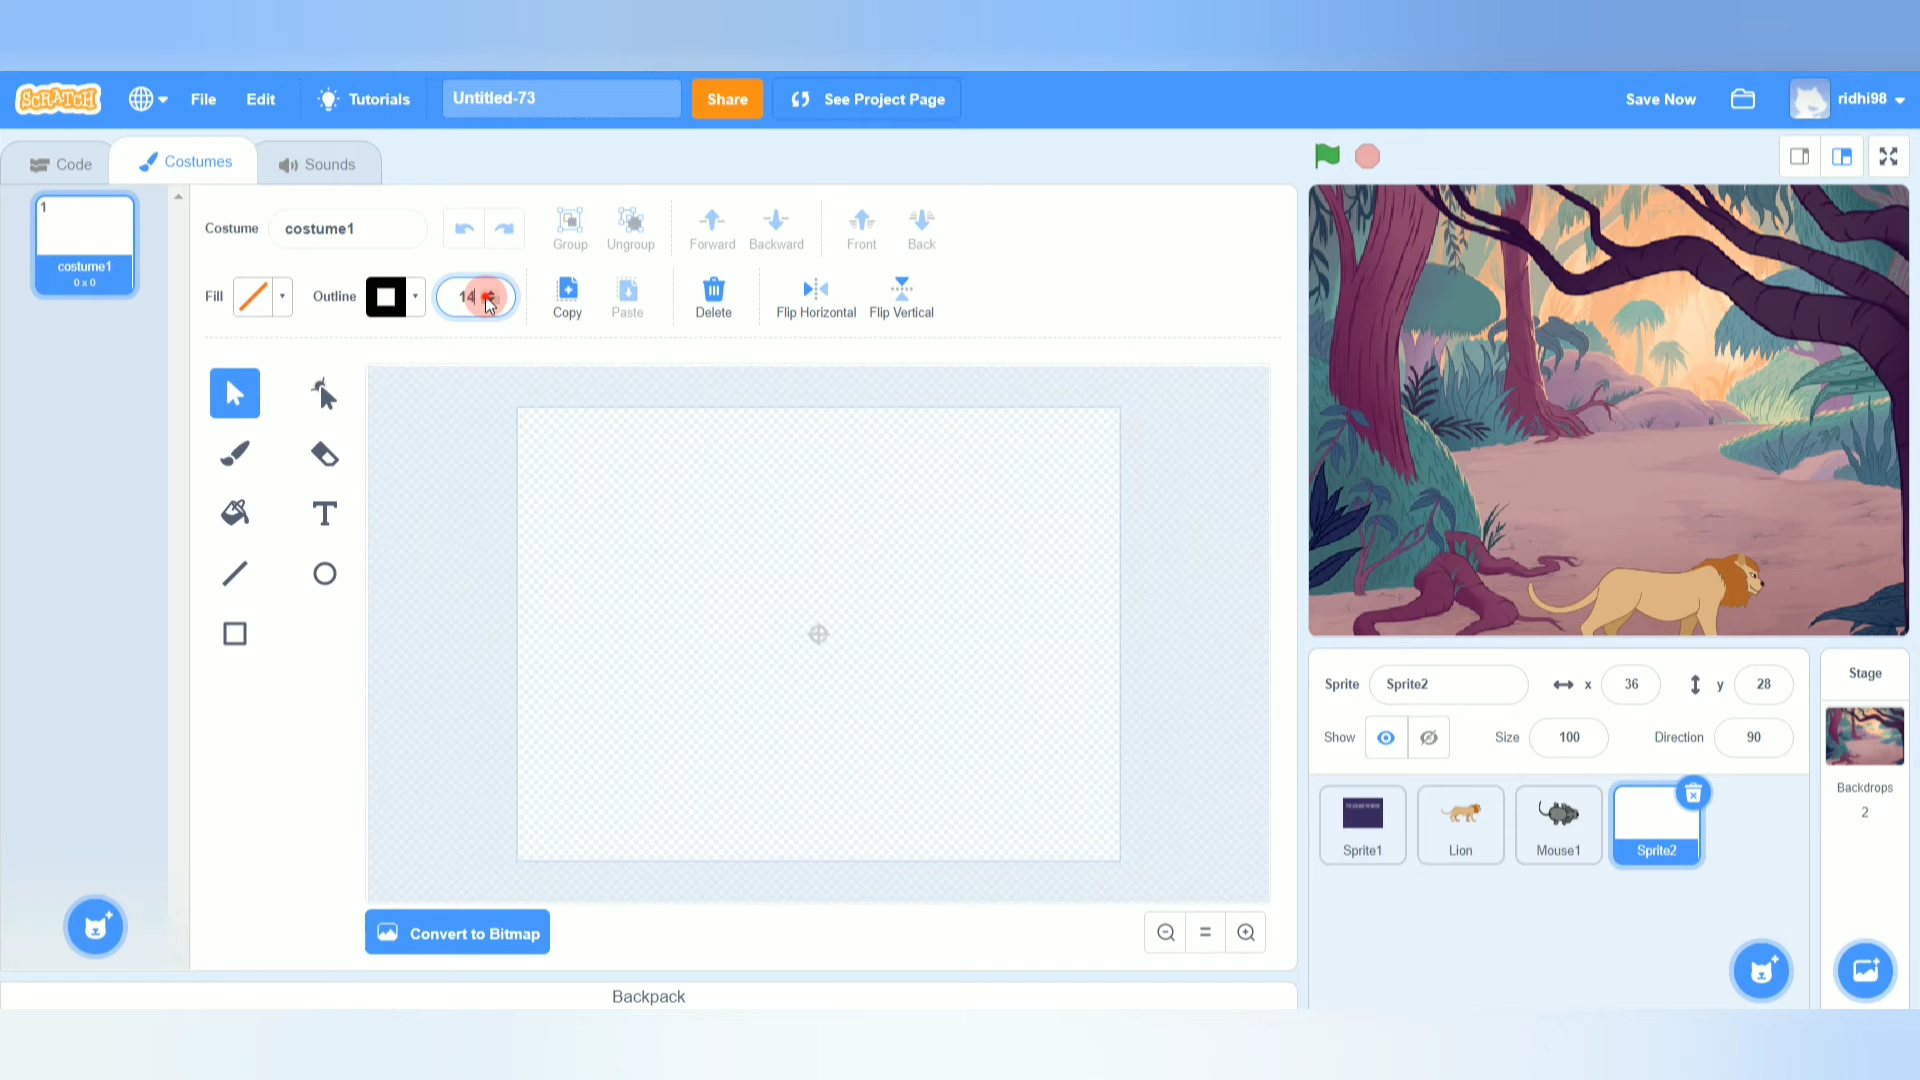 SCRATCH File Edit Tutorials Untitled-73 Share See Project Page Save Now ridhi98
Code Costumes Sounds
1
costume1
0 x 0
Costume costume1 Group Ungroup Forward Backward Front Back
Fill Outline 14 Copy Paste Delete Flip Horizontal Flip Vertical
T
Convert to Bitmap =
Backpack
Sprite Sprite2 x 36 y 28
Show Size 100 Direction 90
Sprite1 Lion Mouse1 Sprite2
Stage
Backdrops
2